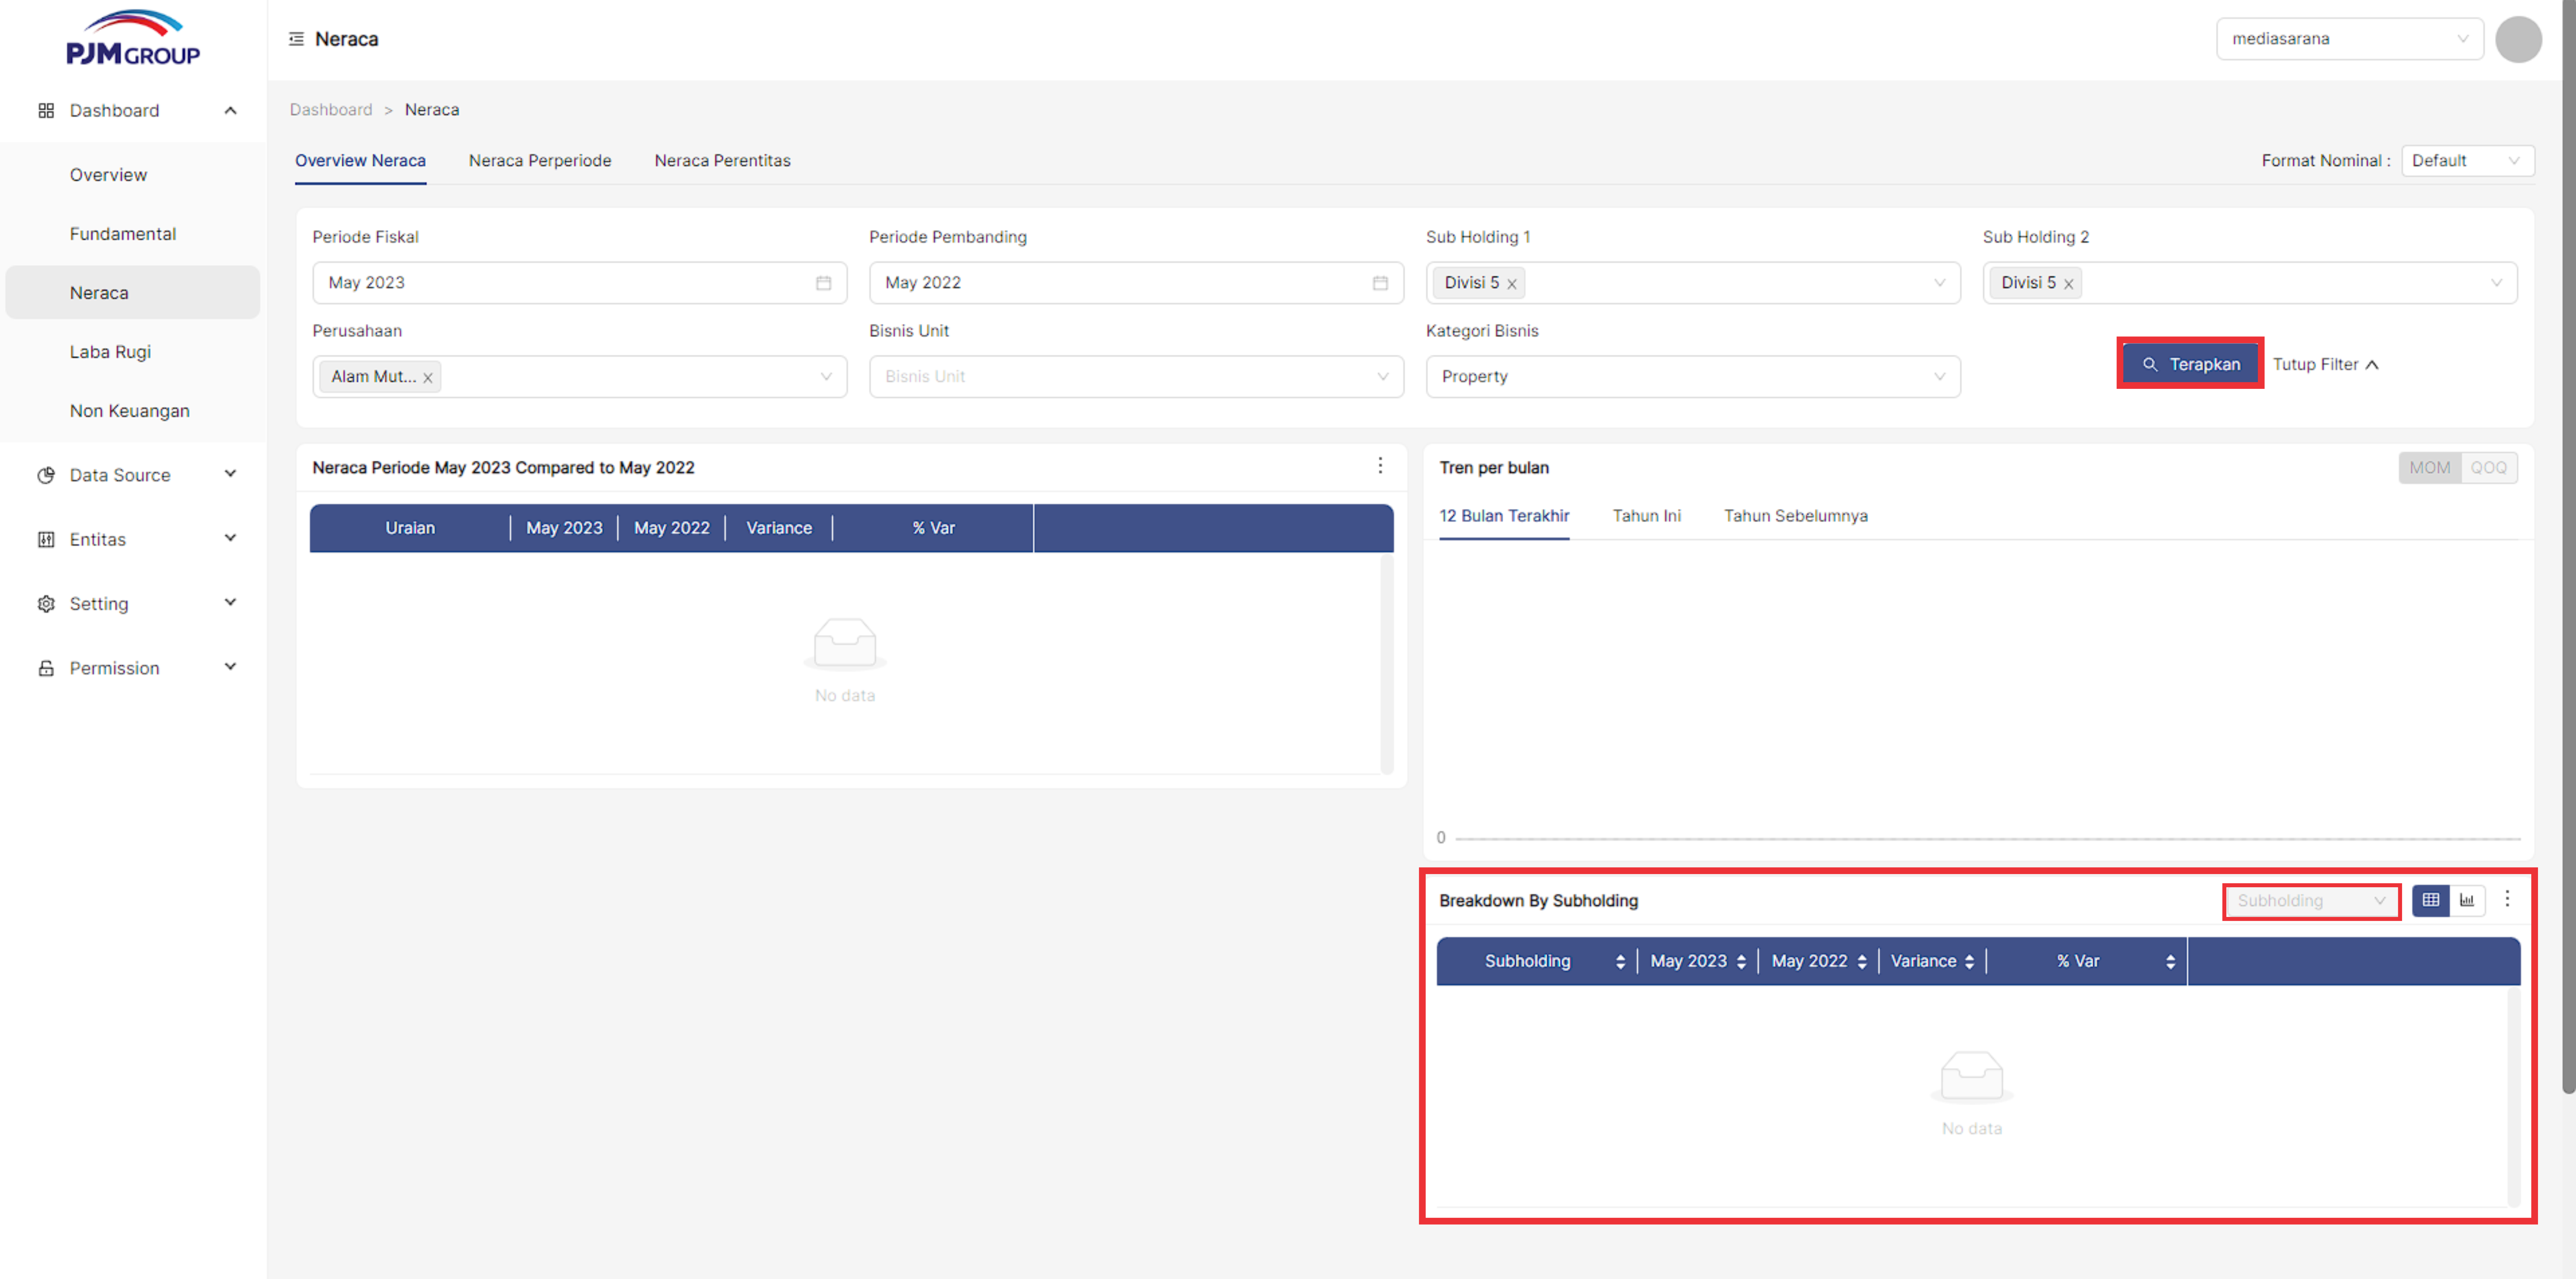 PJM GROUP
Neraca
mediasarana
Dashboard
Overview
Fundamental
Neraca
Laba Rugi
Non Keuangan
Data Source
Entitas
Setting
Permission
Dashboard > Neraca
Overview Neraca Neraca Perperiode Neraca Perentitas
Format Nominal : Default
Periode Fiskal Periode Pembanding Sub Holding 1 Sub Holding 2
May 2023 May 2022 Divisi 5 Divisi 5
Perusahaan Bisnis Unit Kategori Bisnis
Alam Mut... Bisnis Unit Property
Terapkan Tutup Filter
Neraca Periode May 2023 Compared to May 2022
Uraian May 2023 May 2022 Variance % Var
No data
Tren per bulan
MOM QOQ
12 Bulan Terakhir Tahun Ini Tahun Sebelumnya
0
Breakdown By Subholding
Subholding
Subholding May 2023 May 2022 Variance % Var
No data